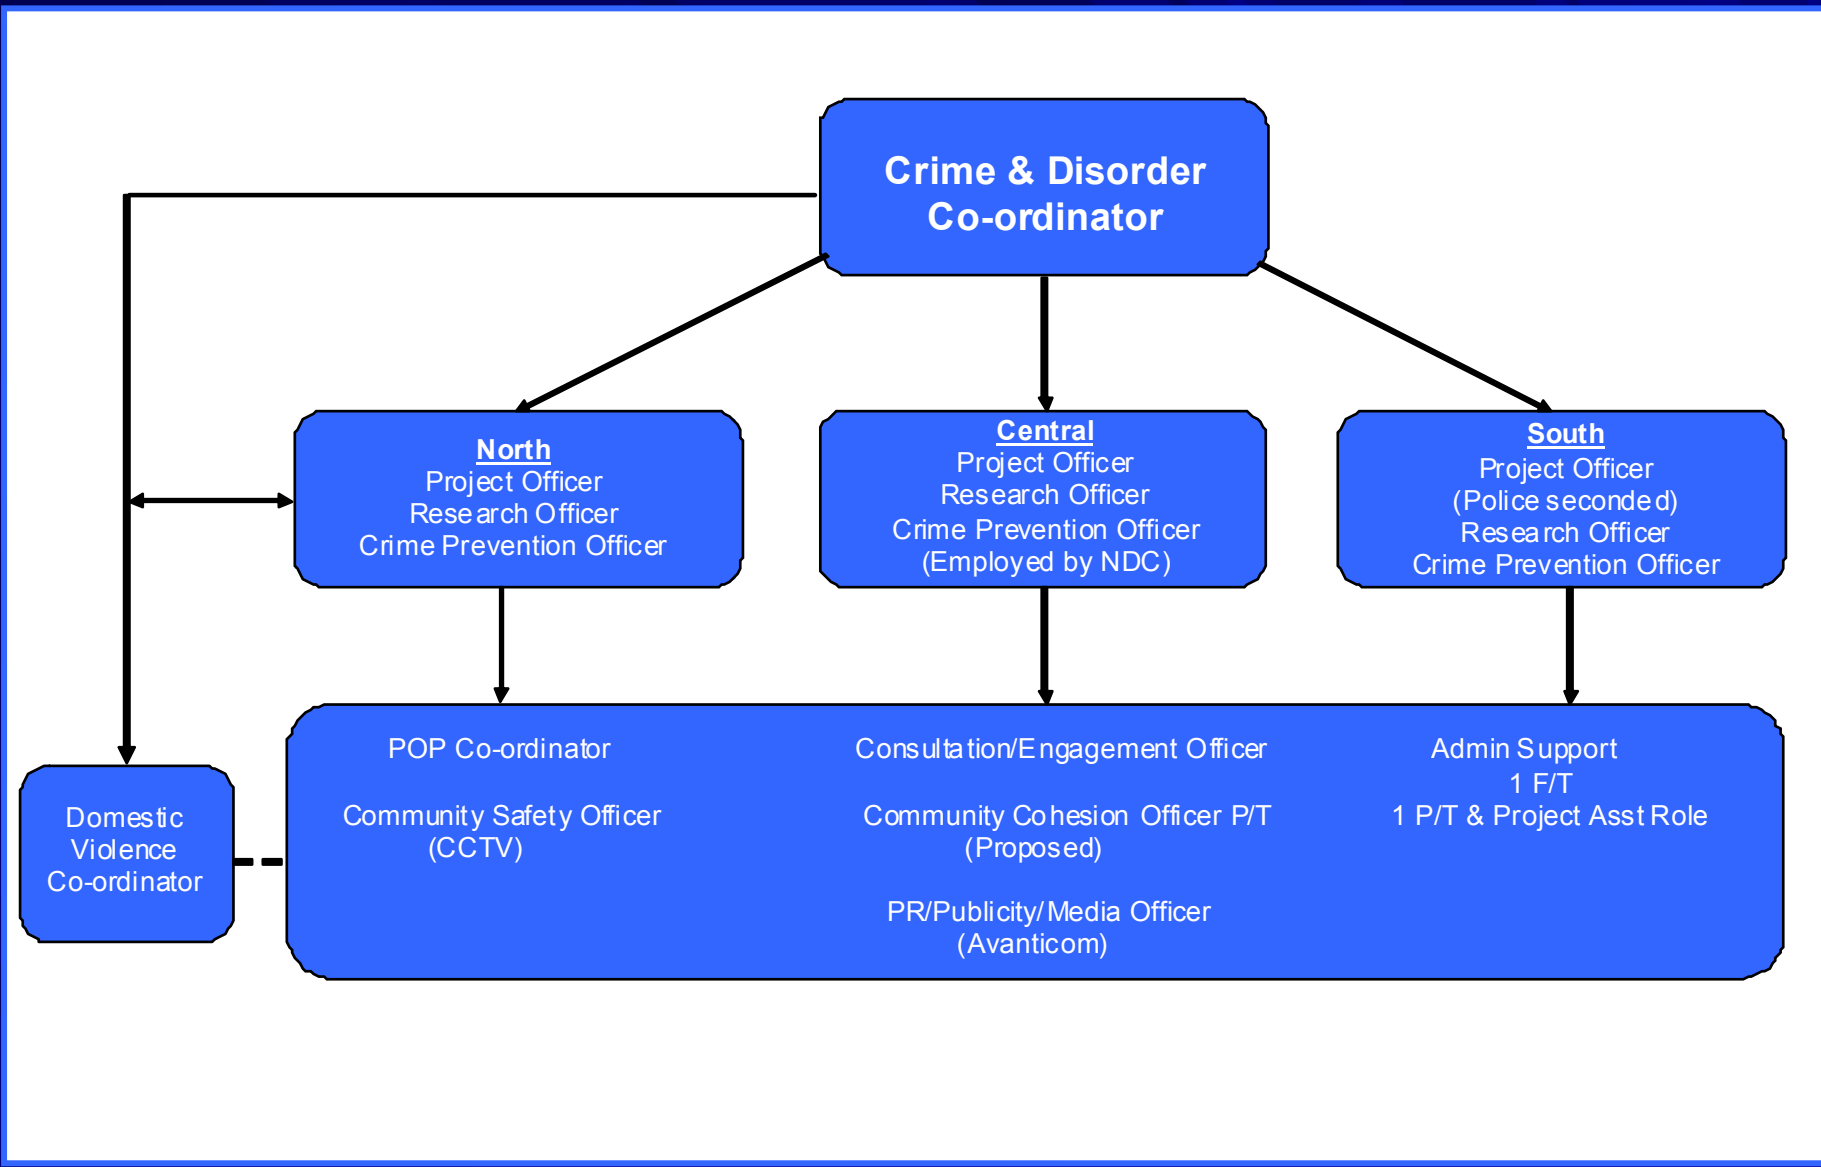 Crime & Disorder
Co-ordinator
North
Project Officer
Research Officer
Crime Prevention Officer
Central
Project Officer
Research Officer
Crime Prevention Officer
(Employed by NDC)
South
Project Officer
(Police seconded)
Research Officer
Crime Prevention Officer
Domestic
Violence
Co-ordinator
POP Co-ordinator
Community Safety Officer
(CCTV)
Consultation/Engagement Officer
Community Cohesion Officer P/T
(Proposed)
PR/Publicity/Media Officer
(Avanticom)
Admin Support
1 F/T
1 P/T & Project Asst Role